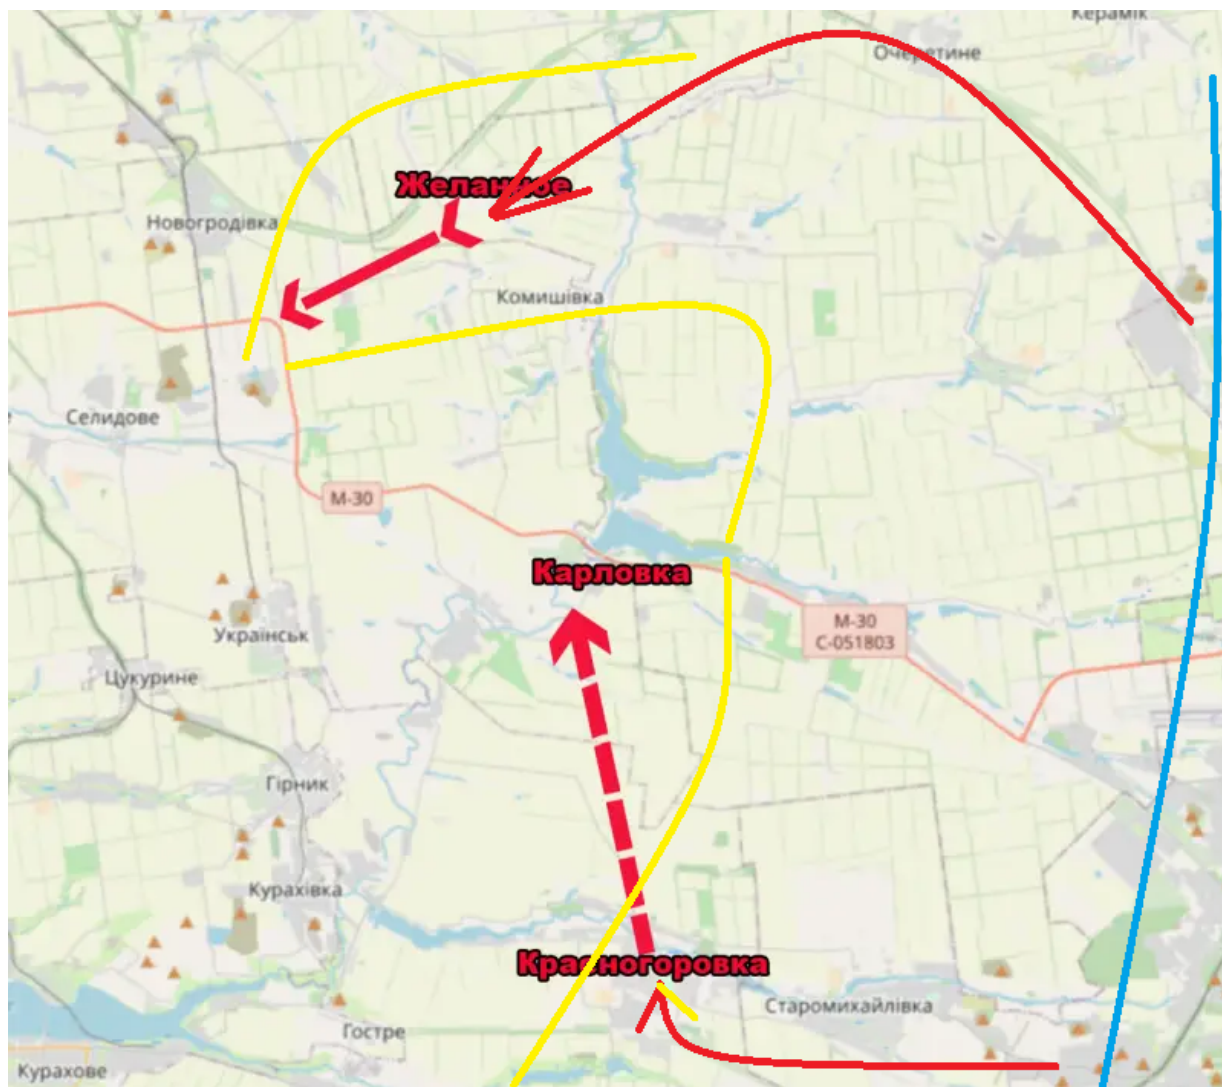 Керамік
Очеретине
Желанное
Новогродівка
Комишівка
Селидове
М-30
Карловка
М-30
С-051803
Українськ
Цукурине
Гірник
Курахівка
Красногоровка
Старомихайлівка
Гостре
Курахове